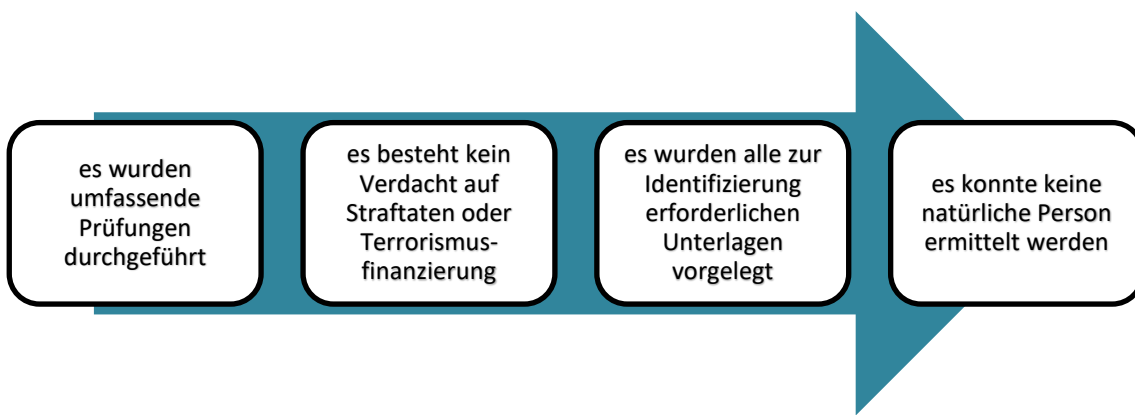 es wurden
umfassende
Prüfungen
durchgeführt
es besteht kein
Verdacht auf
Straftaten oder
Terrorismus-
finanzierung
es wurden alle zur
Identifizierung
erforderlichen
Unterlagen
vorgelegt
es konnte keine
natürliche Person
ermittelt werden